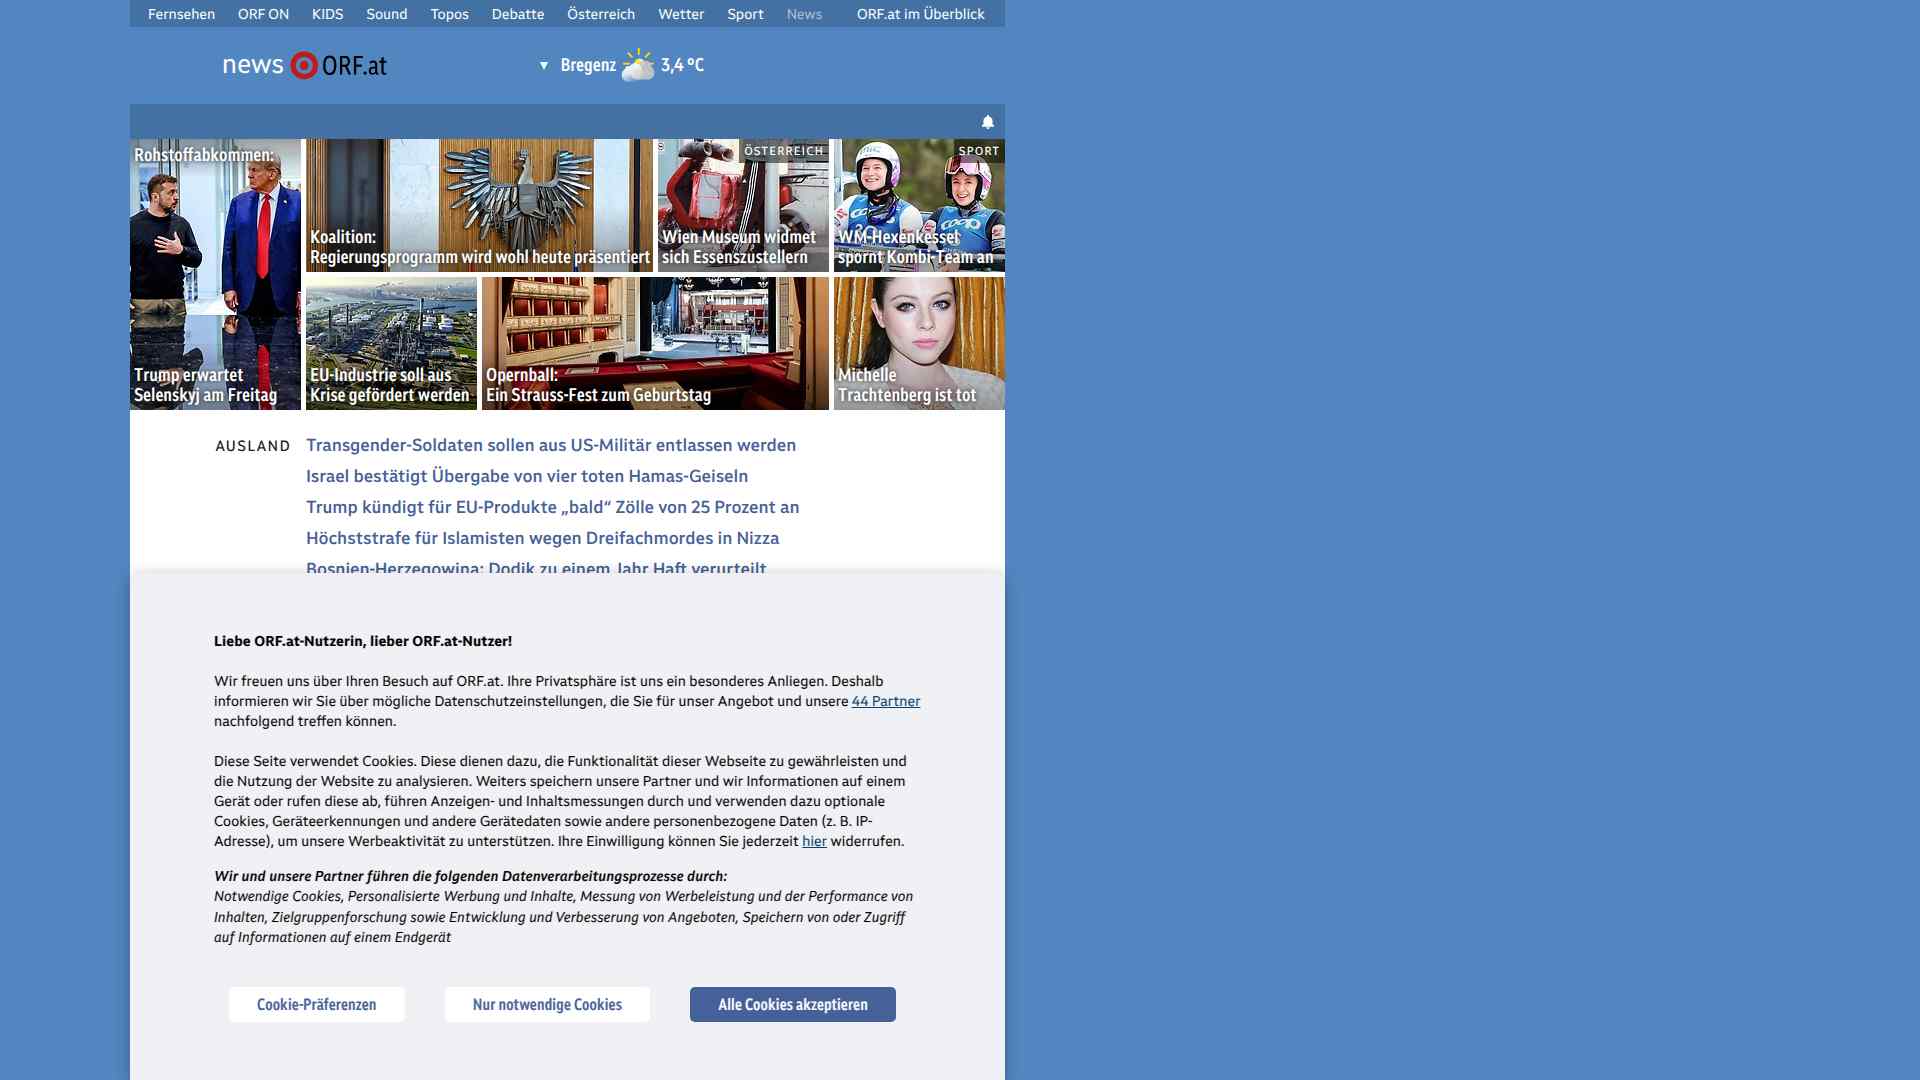 Fernsehen ORF ON KIDS Sound Topos Debatte Österreich Wetter Sport News ORF.at im Überblick
news ORF.at
▼ Bregenz 3,4 °C
Rohstoffabkommen:
Trump erwartet
Selenskyj am Freitag
Koalition:
Regierungsprogramm wird wohl heute präsentiert
ÖSTERREICH
Wien Museum widmet
sich Essenszustellern
SPORT
WM-Hexenkessel
spornt Kombi-Team an
EU-Industrie soll aus
Krise gefördert werden
Opernball:
Ein Strauss-Fest zum Geburtstag
Michelle
Trachtenberg ist tot
AUSLAND
Transgender-Soldaten sollen aus US-Militär entlassen werden
Israel bestätigt Übergabe von vier toten Hamas-Geiseln
Trump kündigt für EU-Produkte „bald“ Zölle von 25 Prozent an
Höchststrafe für Islamisten wegen Dreifachmordes in Nizza
Bosnien-Herzegowina: Dodik zu einem Jahr Haft verurteilt
Liebe ORF.at-Nutzerin, lieber ORF.at-Nutzer!
Wir freuen uns über Ihren Besuch auf ORF.at. Ihre Privatsphäre ist uns ein besonderes Anliegen. Deshalb
informieren wir Sie über mögliche Datenschutzeinstellungen, die Sie für unser Angebot und unsere 44 Partner
nachfolgend treffen können.
Diese Seite verwendet Cookies. Diese dienen dazu, die Funktionalität dieser Webseite zu gewährleisten und
die Nutzung der Website zu analysieren. Weiters speichern unsere Partner und wir Informationen auf einem
Gerät oder rufen diese ab, führen Anzeigen- und Inhaltsmessungen durch und verwenden dazu optionale
Cookies, Geräteerkennungen und andere Gerätedaten sowie andere personenbezogene Daten (z. B. IP-
Adresse), um unsere Werbeaktivität zu unterstützen. Ihre Einwilligung können Sie jederzeit hier widerrufen.
Wir und unsere Partner führen die folgenden Datenverarbeitungsprozesse durch:
Notwendige Cookies, Personalisierte Werbung und Inhalte, Messung von Werbeleistung und der Performance von
Inhalten, Zielgruppenforschung sowie Entwicklung und Verbesserung von Angeboten, Speichern von oder Zugriff
auf Informationen auf einem Endgerät
Cookie-Präferenzen Nur notwendige Cookies Alle Cookies akzeptieren